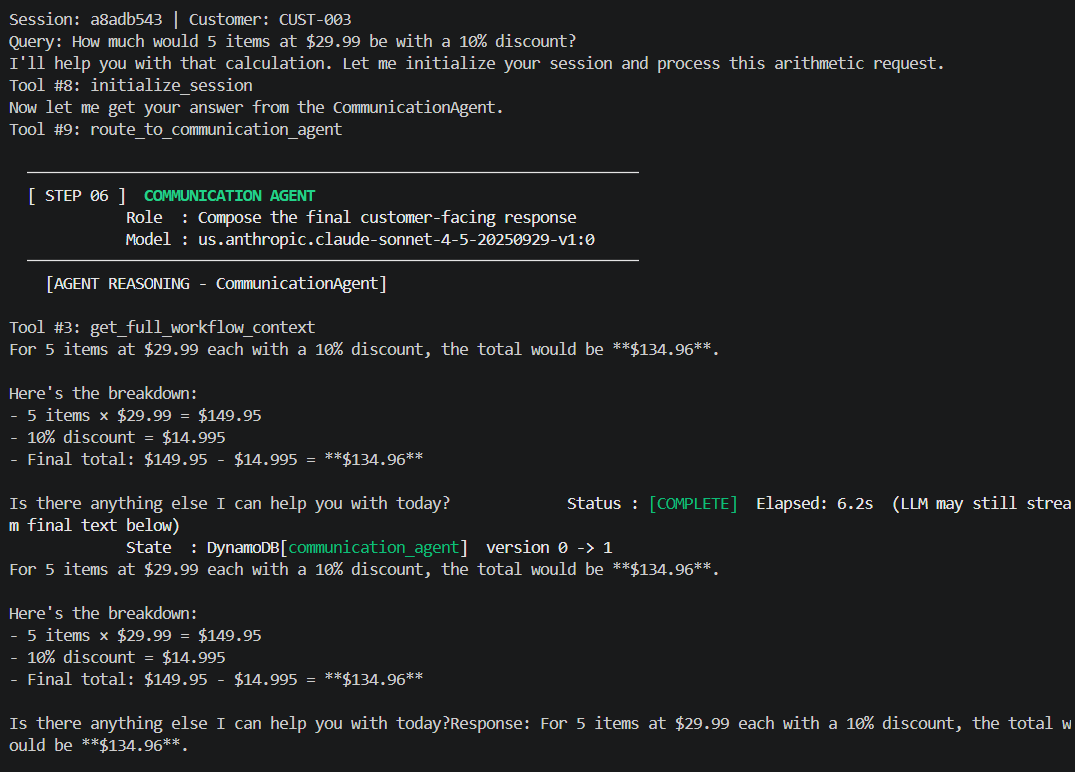 Session: a8adb543 | Customer: CUST-003
Query: How much would 5 items at $29.99 be with a 10% discount?
I'll help you with that calculation. Let me initialize your session and process this arithmetic request.
Tool #8: initialize_session
Now let me get your answer from the CommunicationAgent.
Tool #9: route_to_communication_agent
[ STEP 06 ]  COMMUNICATION AGENT
Role  : Compose the final customer-facing response
Model : us.anthropic.claude-sonnet-4-5-20250929-v1:0
[AGENT REASONING - CommunicationAgent]
Tool #3: get_full_workflow_context
For 5 items at $29.99 each with a 10% discount, the total would be **$134.96**.
Here's the breakdown:
- 5 items × $29.99 = $149.95
- 10% discount = $14.995
- Final total: $149.95 - $14.995 = **$134.96**
Is there anything else I can help you with today?             Status : [COMPLETE]  Elapsed: 6.2s  (LLM may still strea
m final text below)
State  : DynamoDB[communication_agent]  version 0 -> 1
For 5 items at $29.99 each with a 10% discount, the total would be **$134.96**.
Here's the breakdown:
- 5 items × $29.99 = $149.95
- 10% discount = $14.995
- Final total: $149.95 - $14.995 = **$134.96**
Is there anything else I can help you with today?Response: For 5 items at $29.99 each with a 10% discount, the total w
ould be **$134.96**.